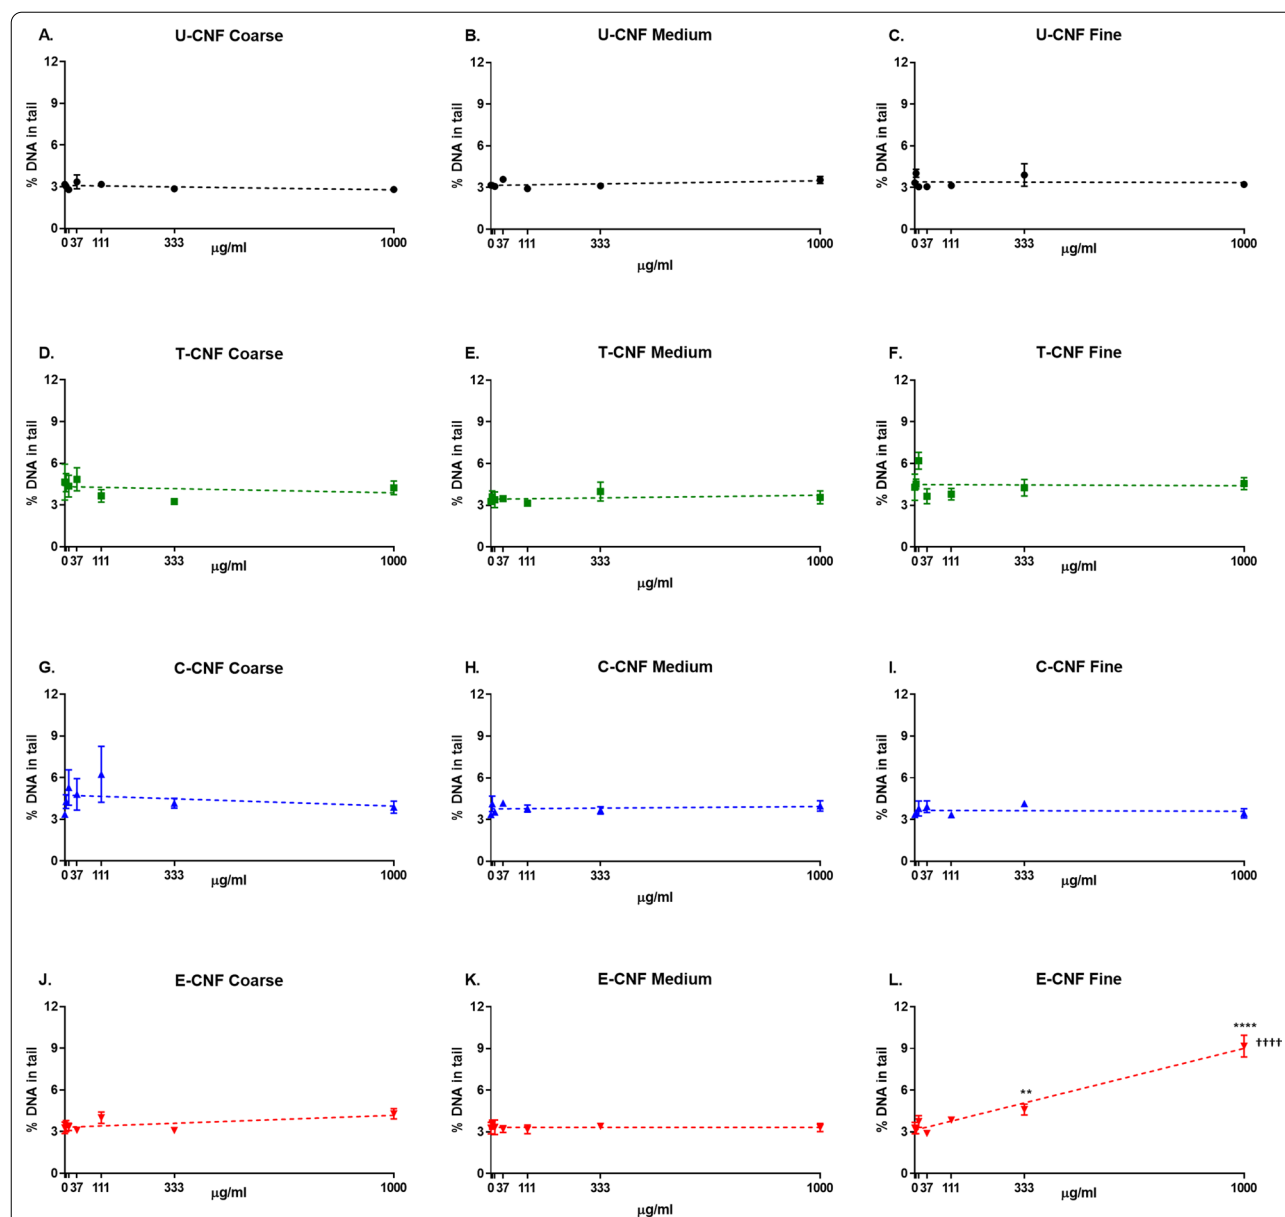 A. U-CNF Coarse
% DNA in tail
12
9
6
3
0
0 37 111 333 1000
µg/ml
B. U-CNF Medium
% DNA in tail
12
9
6
3
0
0 37 111 333 1000
µg/ml
C. U-CNF Fine
% DNA in tail
12
9
6
3
0
0 37 111 333 1000
µg/ml
D. T-CNF Coarse
% DNA in tail
12
9
6
3
0
0 37 111 333 1000
µg/ml
E. T-CNF Medium
% DNA in tail
12
9
6
3
0
0 37 111 333 1000
µg/ml
F. T-CNF Fine
% DNA in tail
12
9
6
3
0
0 37 111 333 1000
µg/ml
G. C-CNF Coarse
% DNA in tail
12
9
6
3
0
0 37 111 333 1000
µg/ml
H. C-CNF Medium
% DNA in tail
12
9
6
3
0
0 37 111 333 1000
µg/ml
I. C-CNF Fine
% DNA in tail
12
9
6
3
0
0 37 111 333 1000
µg/ml
J. E-CNF Coarse
% DNA in tail
12
9
6
3
0
0 37 111 333 1000
µg/ml
K. E-CNF Medium
% DNA in tail
12
9
6
3
0
0 37 111 333 1000
µg/ml
L. E-CNF Fine
% DNA in tail
12
9
6
3
0
**
****
††††
0 37 111 333 1000
µg/ml